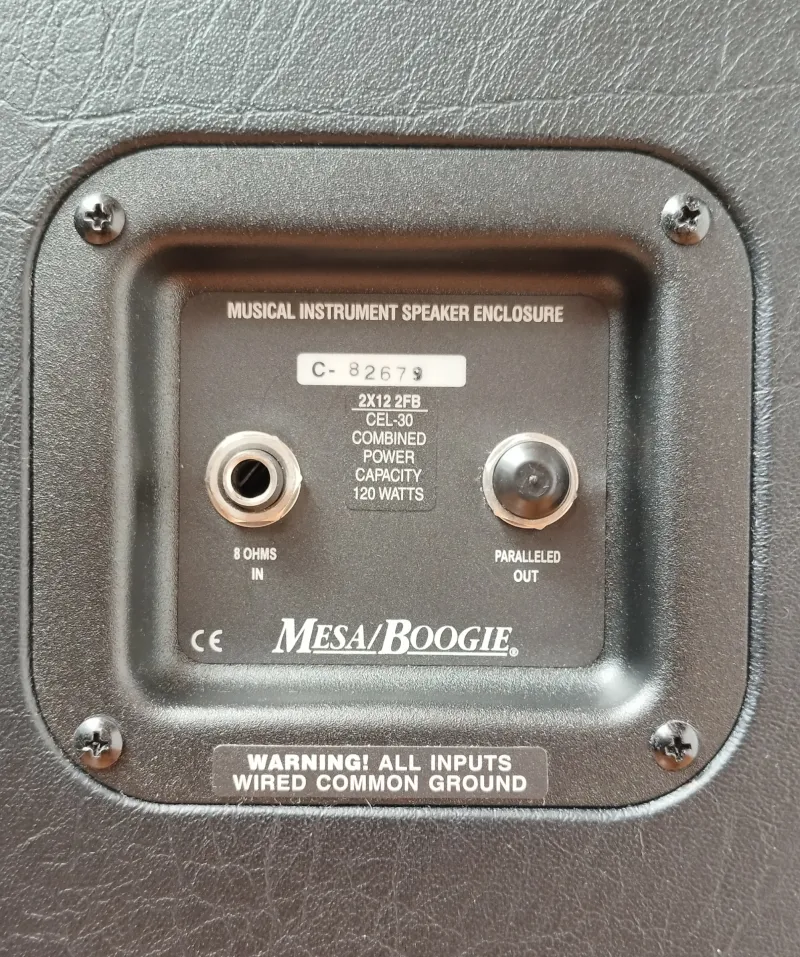 MUSICAL INSTRUMENT SPEAKER ENCLOSURE
C- 82679
2X12 2FB
CEL-30
COMBINED
POWER
CAPACITY
120 WATTS
8 OHMS
IN
PARALLELED
OUT
CE
MESA/BOOGIE®
WARNING! ALL INPUTS
WIRED COMMON GROUND